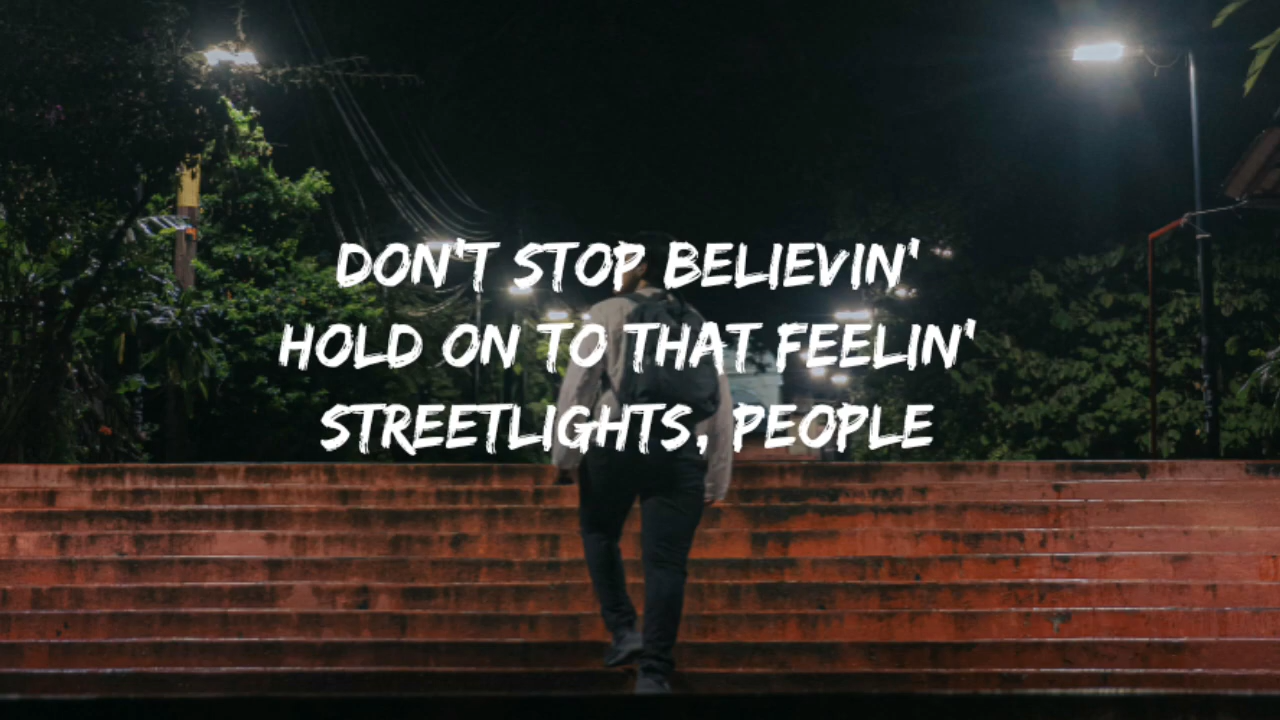 DON'T STOP BELIEVIN'
HOLD ON TO THAT FEELIN'
STREETLIGHTS, PEOPLE